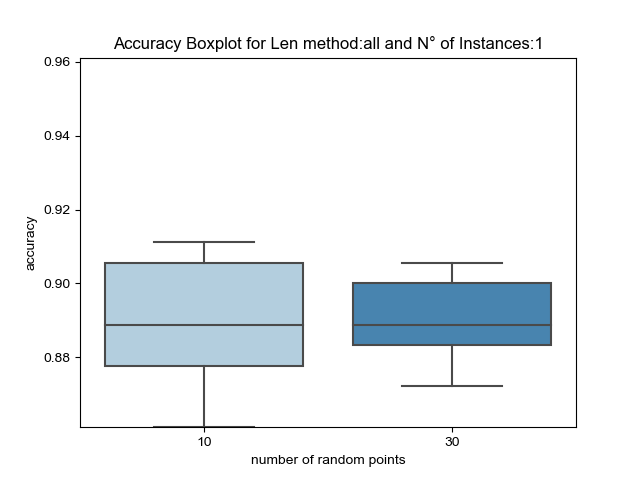 Accuracy Boxplot for Len method:all and N° of Instances:1
0.96
0.94
0.92
0.90
0.88
accuracy
10
30
number of random points